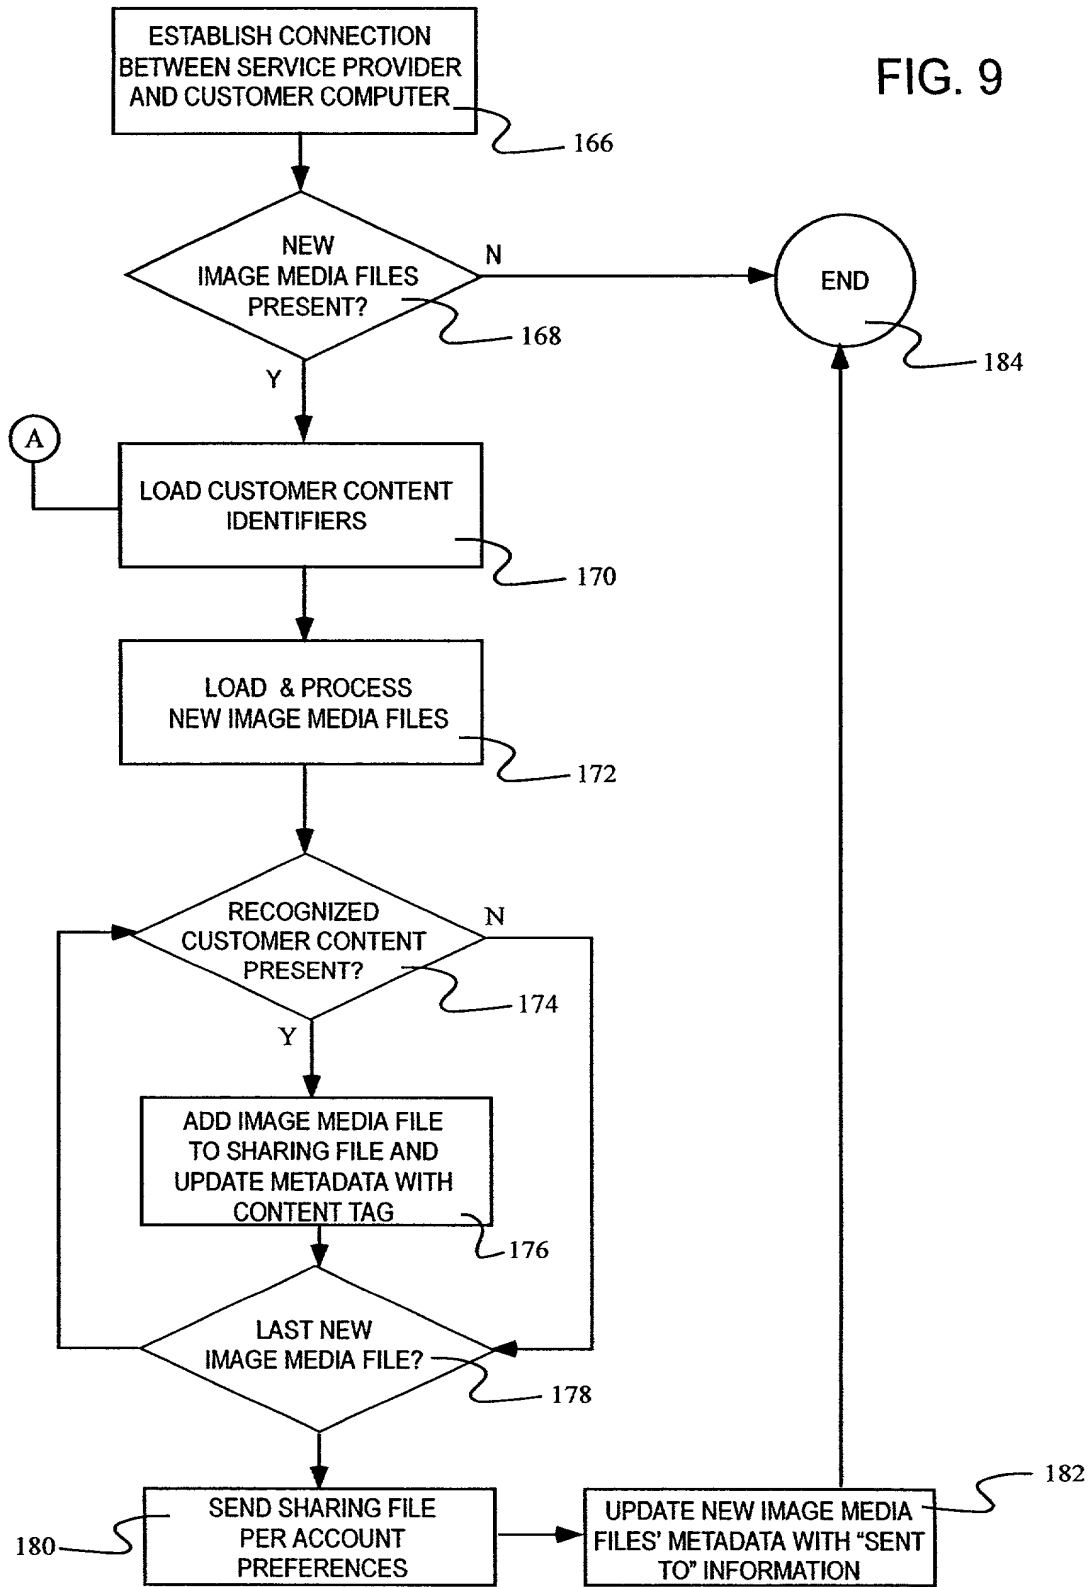 ESTABLISH CONNECTION
BETWEEN SERVICE PROVIDER
AND CUSTOMER COMPUTER
166
FIG. 9
NEW
IMAGE MEDIA FILES
PRESENT?
168
N
Y
END
184
A
LOAD CUSTOMER CONTENT
IDENTIFIERS
170
LOAD & PROCESS
NEW IMAGE MEDIA FILES
172
RECOGNIZED
CUSTOMER CONTENT
PRESENT?
174
N
Y
ADD IMAGE MEDIA FILE
TO SHARING FILE AND
UPDATE METADATA WITH
CONTENT TAG
176
LAST NEW
IMAGE MEDIA FILE?
178
SEND SHARING FILE
PER ACCOUNT
PREFERENCES
180
UPDATE NEW IMAGE MEDIA
FILES' METADATA WITH “SENT
TO” INFORMATION
182